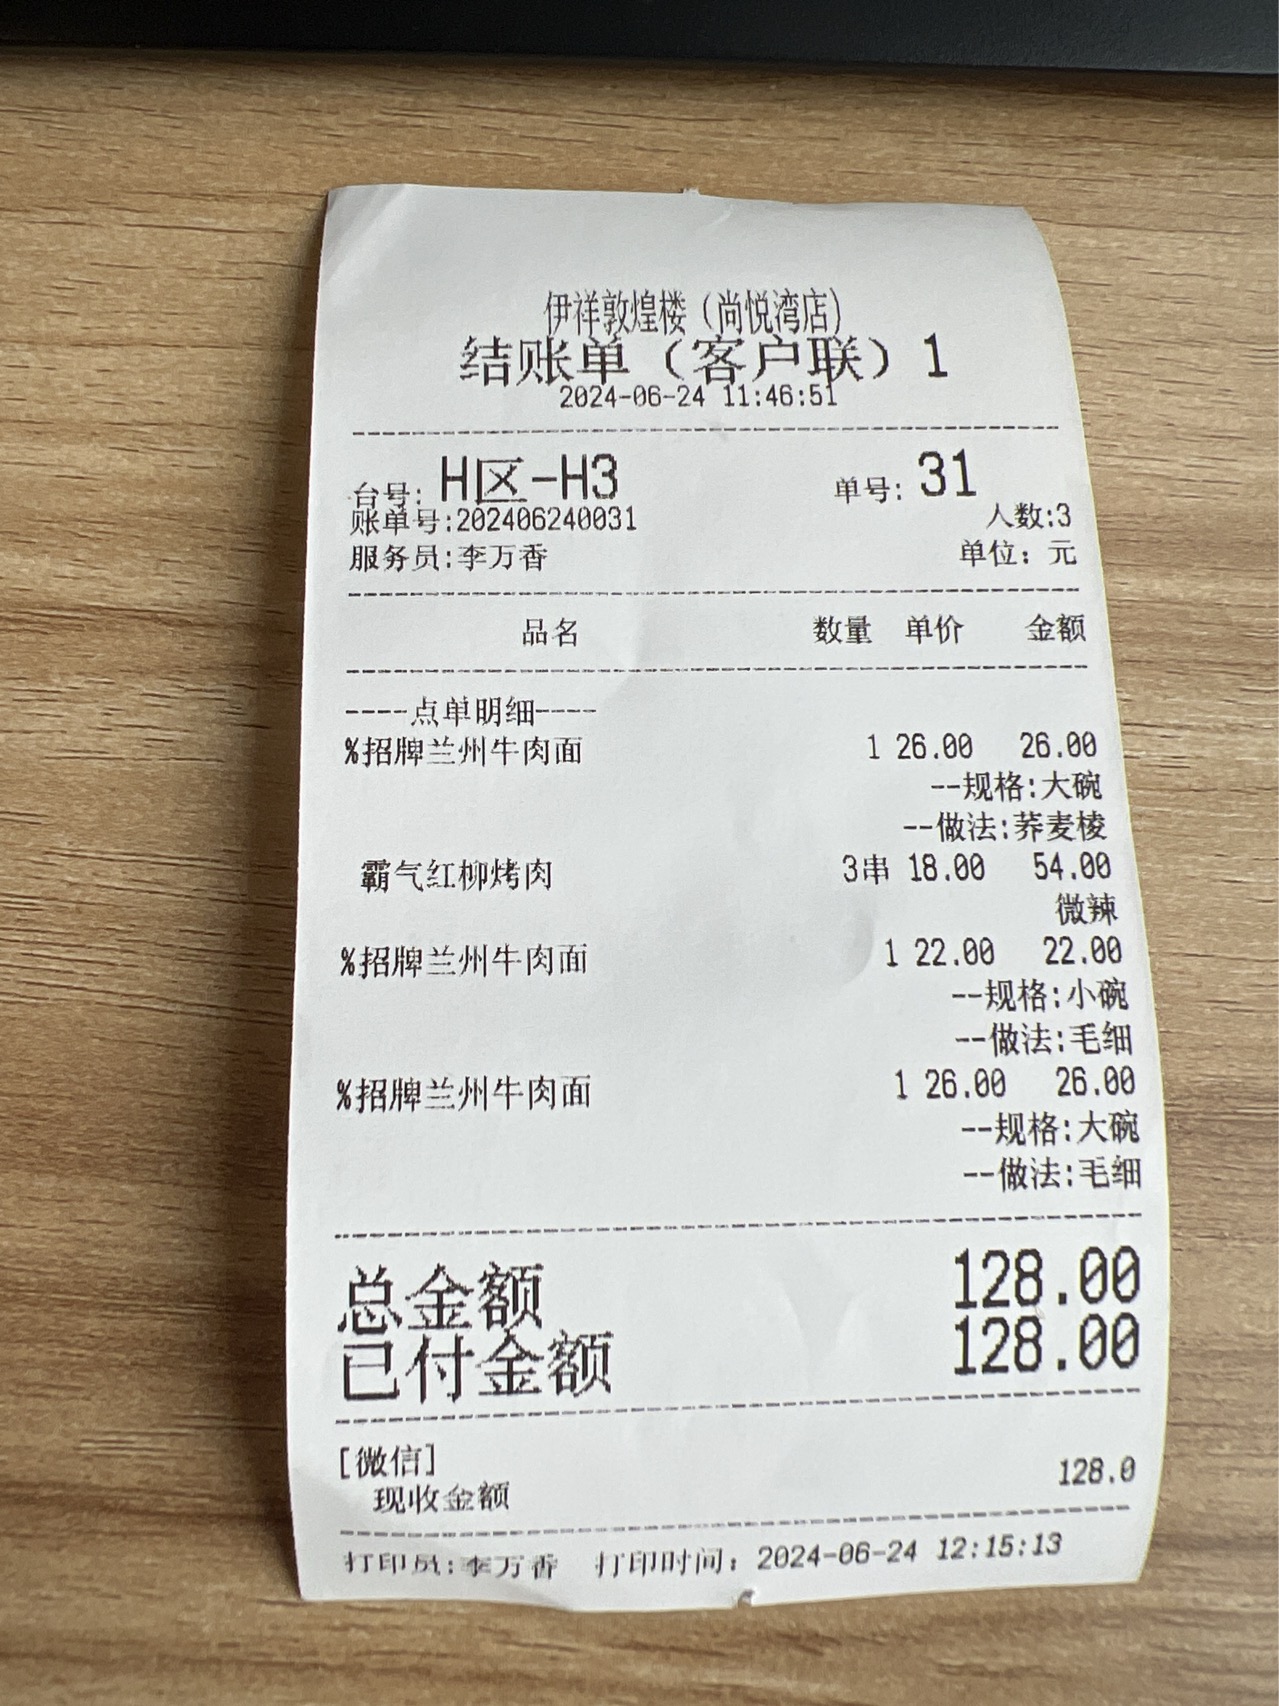 伊祥敦煌楼（尚悦湾店）
结账单（客户联）1
2024-06-24 11:46:51
台号: H区-H3 单号: 31
账单号:202406240031 人数:3
服务员:李万香 单位: 元
品名 数量 单价 金额
----点单明细----
%招牌兰州牛肉面 1 26.00 26.00
--规格:大碗
--做法:荞麦棱
霸气红柳烤肉 3串 18.00 54.00
微辣
%招牌兰州牛肉面 1 22.00 22.00
--规格:小碗
--做法:毛细
%招牌兰州牛肉面 1 26.00 26.00
--规格:大碗
--做法:毛细
总金额 128.00
已付金额 128.00
[微信]
现收金额 128.0
打印员:李万香 打印时间: 2024-06-24 12:15:13